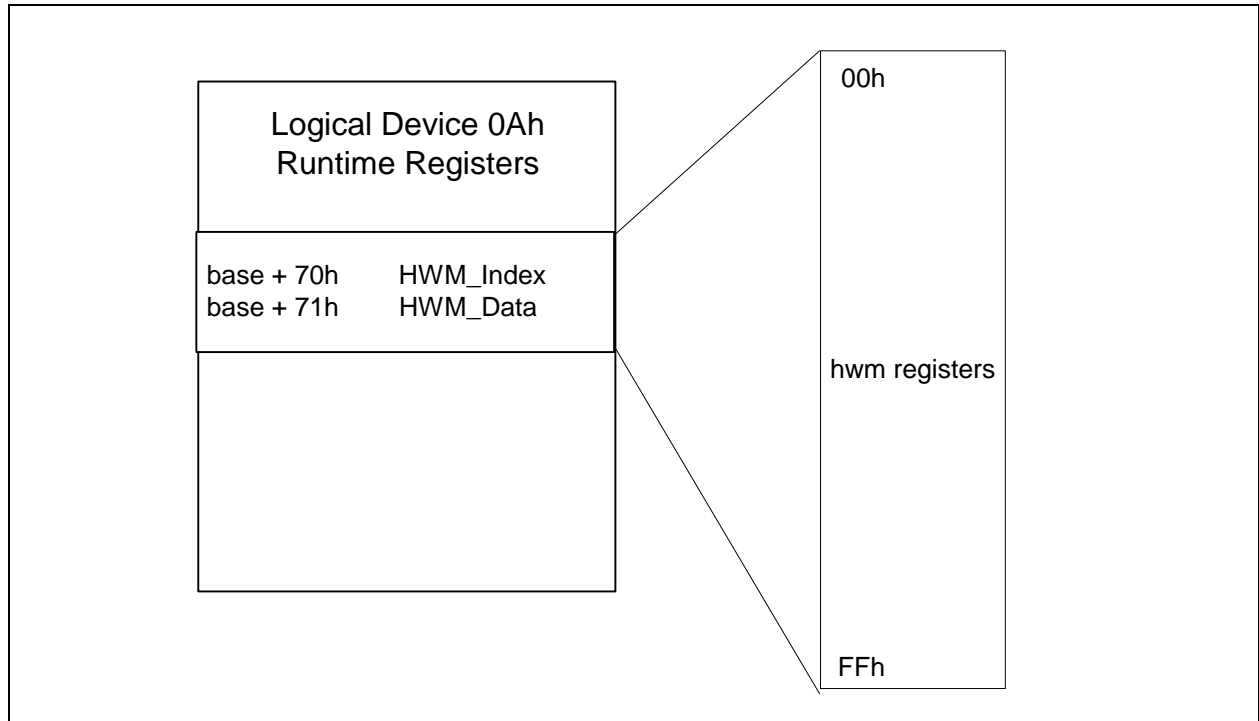 Logical Device 0Ah
Runtime Registers
base + 70h HWM_Index
base + 71h HWM_Data
00h
hwm registers
FFh